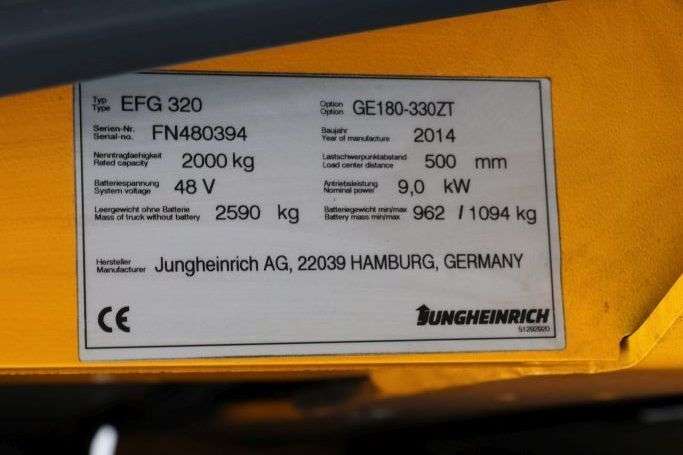 Typ EFG 320 Option GE180-330ZT
Type Option
Serien-Nr. FN480394 Baujahr 2014
Serial-no. Year of manufacture
Nenntragfaehigkeit 2000 kg Lastschwerpunktabstand 500 mm
Rated capacity Load center distance
Batteriespannung 48 V Antriebsleistung 9,0 kW
System voltage Nominal power
Leergewicht ohne Batterie 2590 kg Batteriegewicht min/max 962 / 1094 kg
Mass of truck without battery Battery mass min/max
Hersteller Jungheinrich AG, 22039 HAMBURG, GERMANY
Manufacturer
CE JUNGHEINRICH